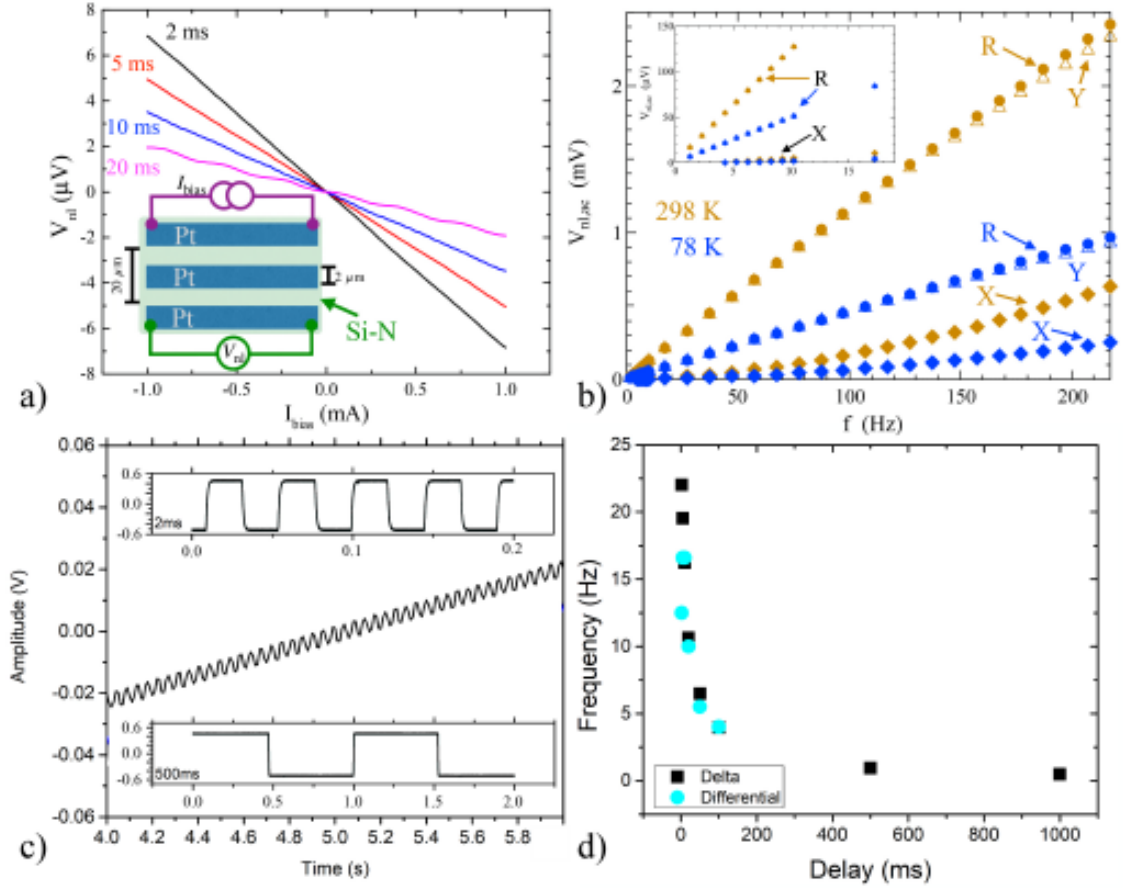 8
6
4
2
0
-2
-4
-6
-8
V_nl (μV)
2 ms
5 ms
10 ms
20 ms
I_bias
Pt
Pt
Pt
20 μm
2 μm
Si-N
V_nl
-1.0
-0.5
0.0
0.5
1.0
I_bias (mA)
a)
2
1
0
V_nl,ac (mV)
150
100
50
0
V_nl,ac (μV)
5
10
15
R
X
R
Y
298 K
78 K
R
Y
X
X
0
50
100
150
200
f (Hz)
b)
0.06
0.04
0.02
0.00
-0.02
-0.04
-0.06
Amplitude (V)
0.6
0.0
-0.6
2ms
0.0
0.1
0.2
0.6
0.0
-0.6
500ms
0.0
0.5
1.0
1.5
2.0
4.0
4.2
4.4
4.6
4.8
5.0
5.2
5.4
5.6
5.8
Time (s)
c)
25
20
15
10
5
0
Frequency (Hz)
Delta
Differential
0
200
400
600
800
1000
Delay (ms)
d)